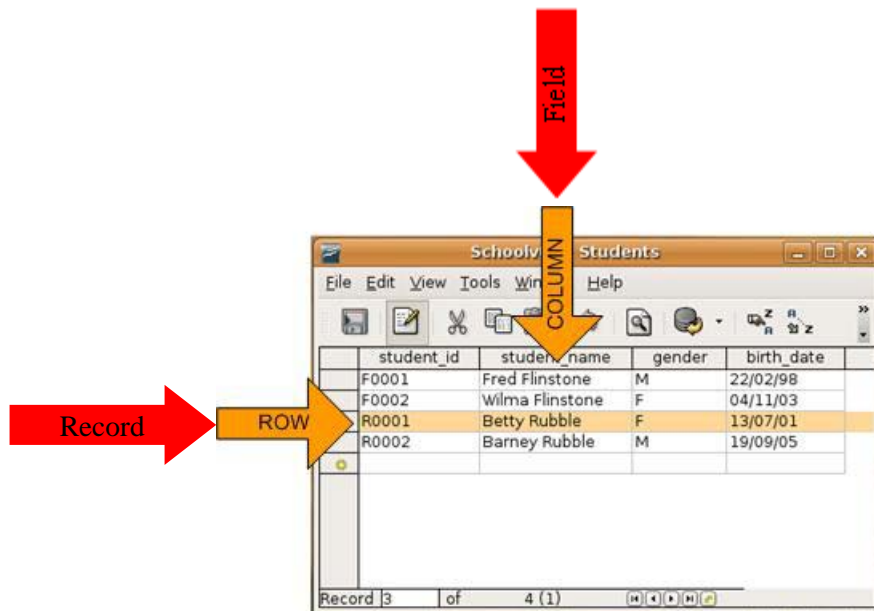 Field
COLUMN
Schoolv Students
File Edit View Tools Win Help
student_id student_name gender birth_date
F0001 Fred Flinstone M 22/02/98
F0002 Wilma Flinstone F 04/11/03
Record ROW R0001 Betty Rubble F 13/07/01
R0002 Barney Rubble M 19/09/05
Record 3 of 4 (1)